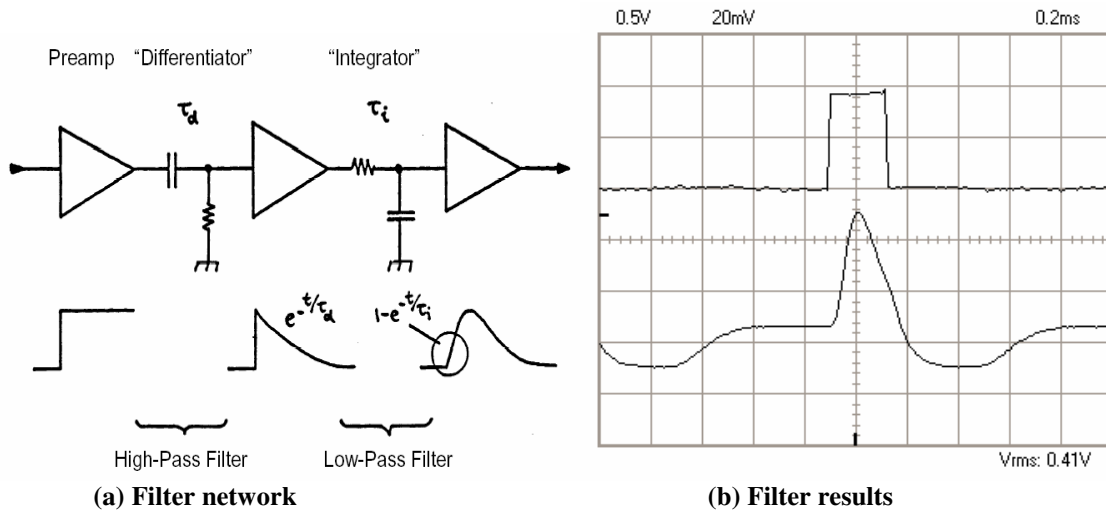 Preamp “Differentiator” “Integrator”
τd τi
e^-t/τd 1-e^-t/τi
High-Pass Filter Low-Pass Filter
(a) Filter network
0.5V 20mV 0.2ms
Vrms: 0.41V
(b) Filter results